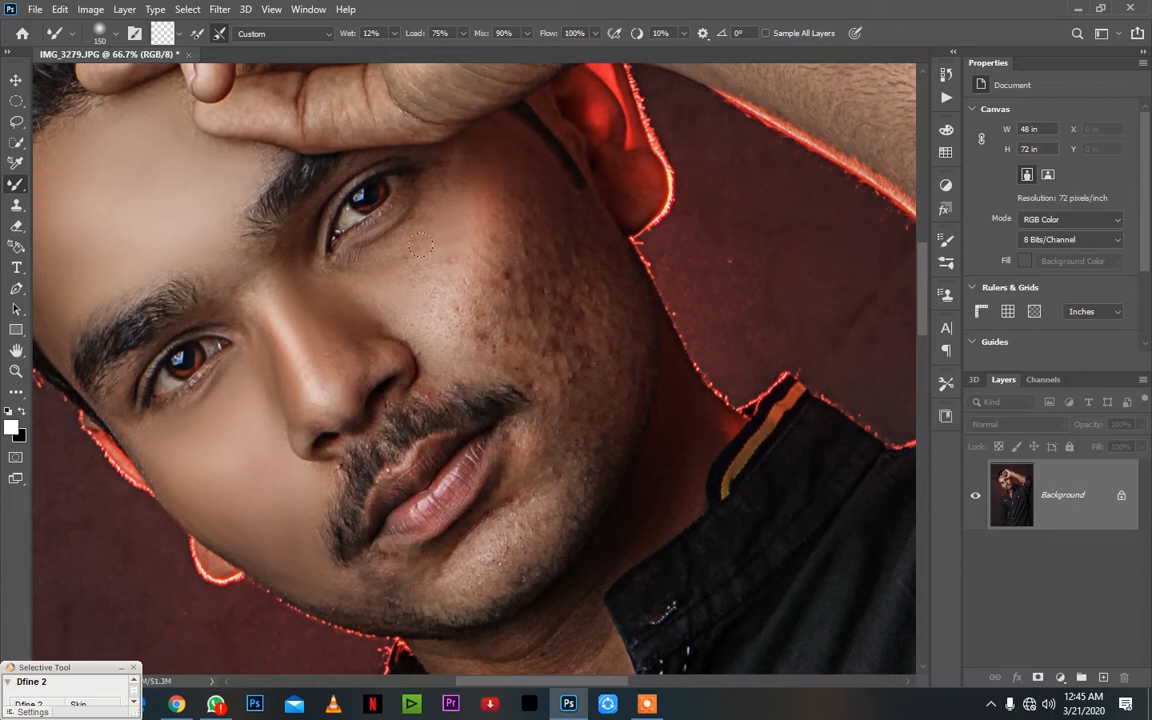 Ps File Edit Image Layer Type Select Filter 3D View Window Help
150 Custom Wet: 12% Load: 75% Mix: 90% Flow: 100% 10% 0° Sample All Layers
IMG_3279.JPG @ 66.7% (RGB/8) * ×
Properties
Document
Canvas
W 48 in X 0 in
H 72 in Y 0 in
Resolution: 72 pixels/inch
Mode RGB Color
8 Bits/Channel
Fill Background Color
Rulers & Grids
Inches
Guides
3D Layers Channels
Kind
Normal Opacity: 100%
Lock: Fill: 100%
Background
Selective Tool
Dfine 2
Dfine 2 Skin
Settings
M/51.3M
12:45 AM
3/21/2020